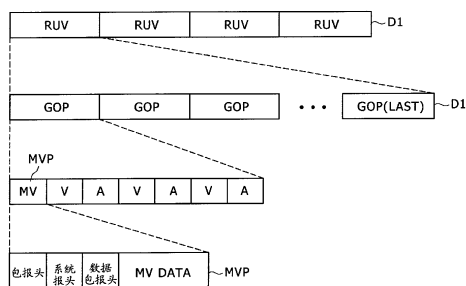 RUV RUV RUV RUV D1
GOP GOP GOP ... GOP(LAST) D1
MVP
MV V A V A V A
包报头 系统报头 数据包报头 MV DATA MVP